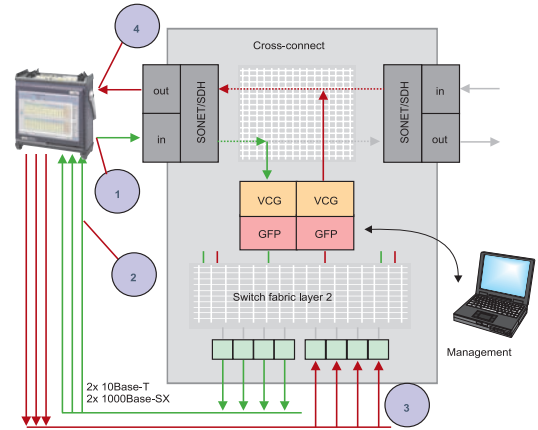 4
Cross-connect
out
in
SONET/SDH
SONET/SDH
in
out
1
VCG
VCG
GFP
GFP
2
Switch fabric layer 2
Management
2x 10Base-T
2x 1000Base-SX
3